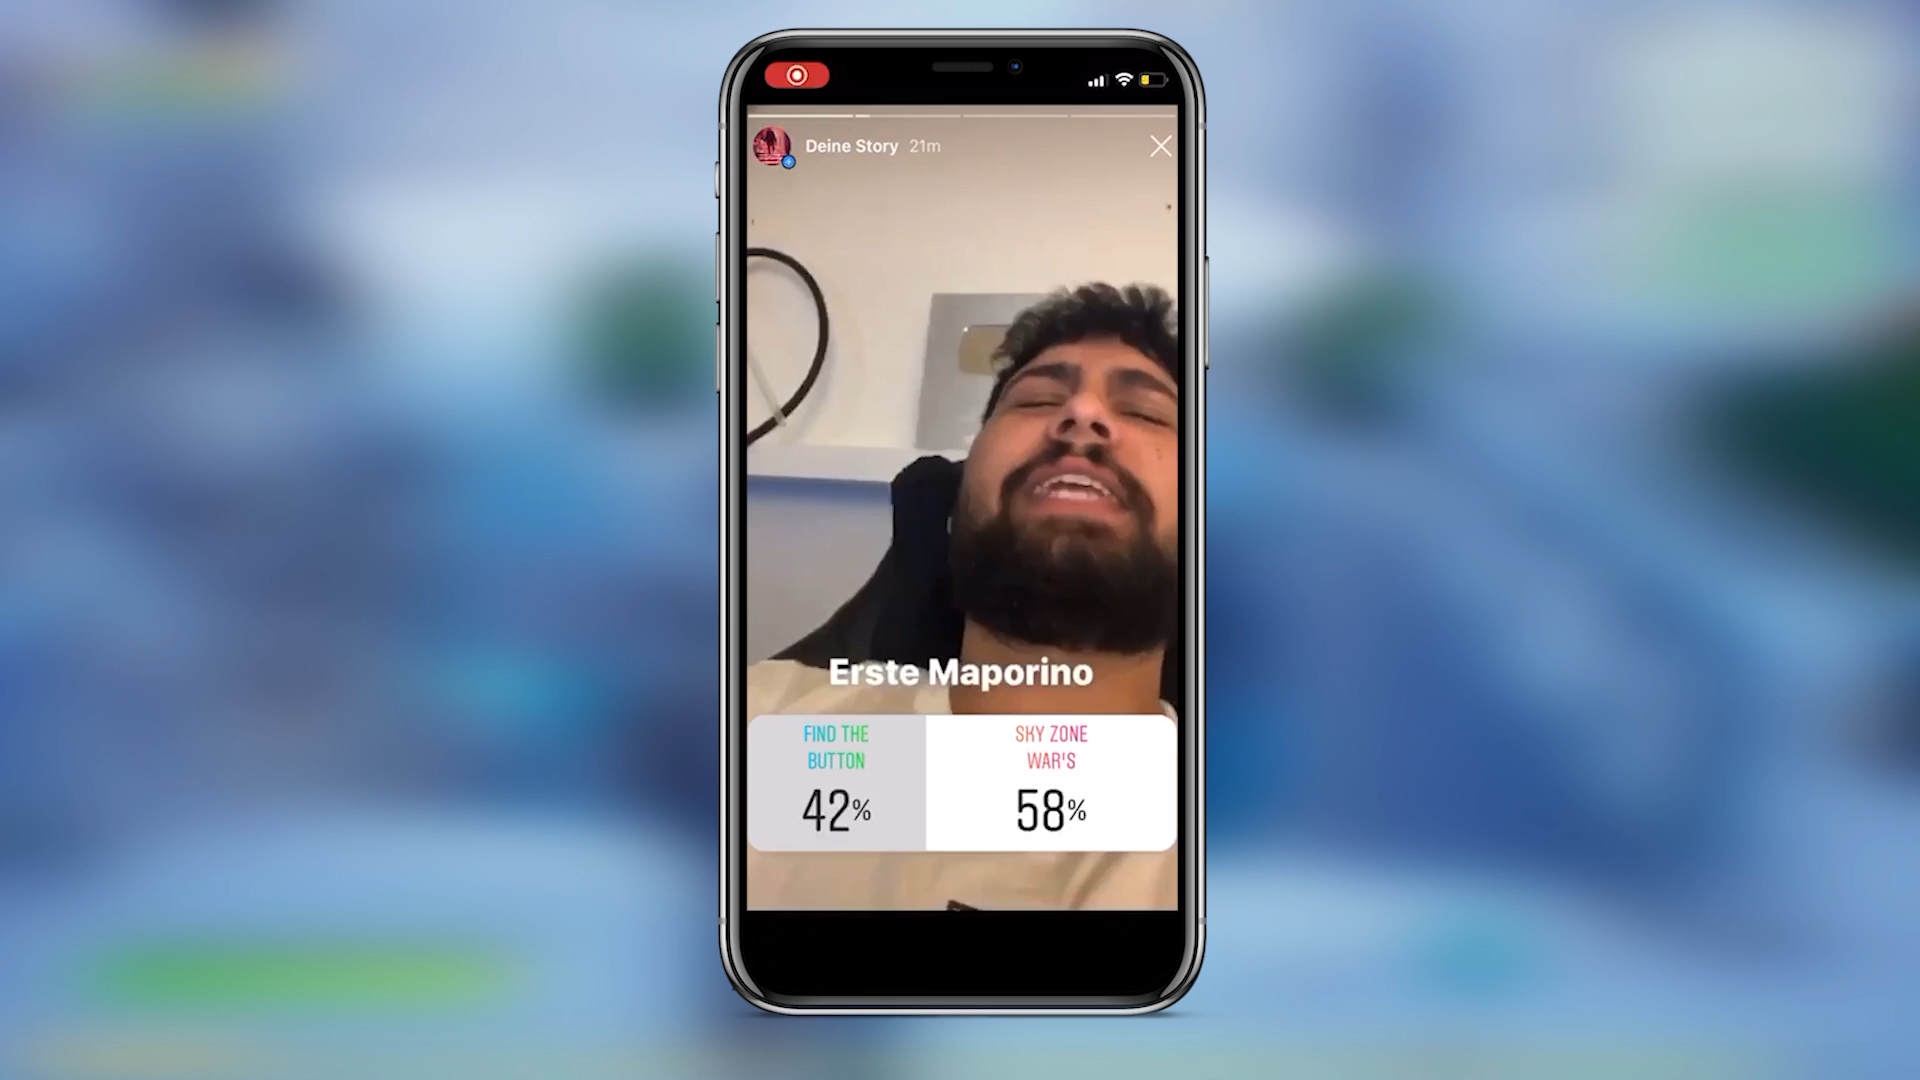 Deine Story 21m
Erste Maporino
FIND THE
BUTTON
42%
SKY ZONE
WAR'S
58%